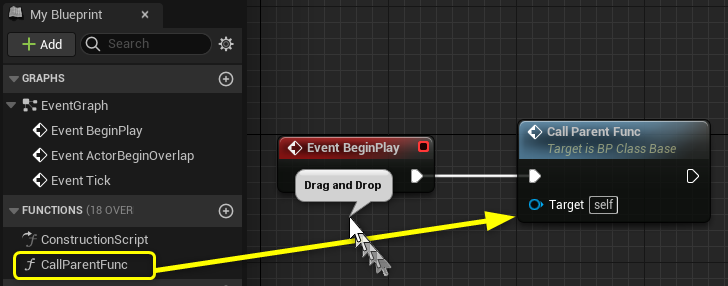 My Blueprint
Add
Search
GRAPHS
EventGraph
Event BeginPlay
Event ActorBeginOverlap
Event Tick
FUNCTIONS (18 OVER
ConstructionScript
CallParentFunc
Event BeginPlay
Drag and Drop
Call Parent Func
Target is BP Class Base
Target self